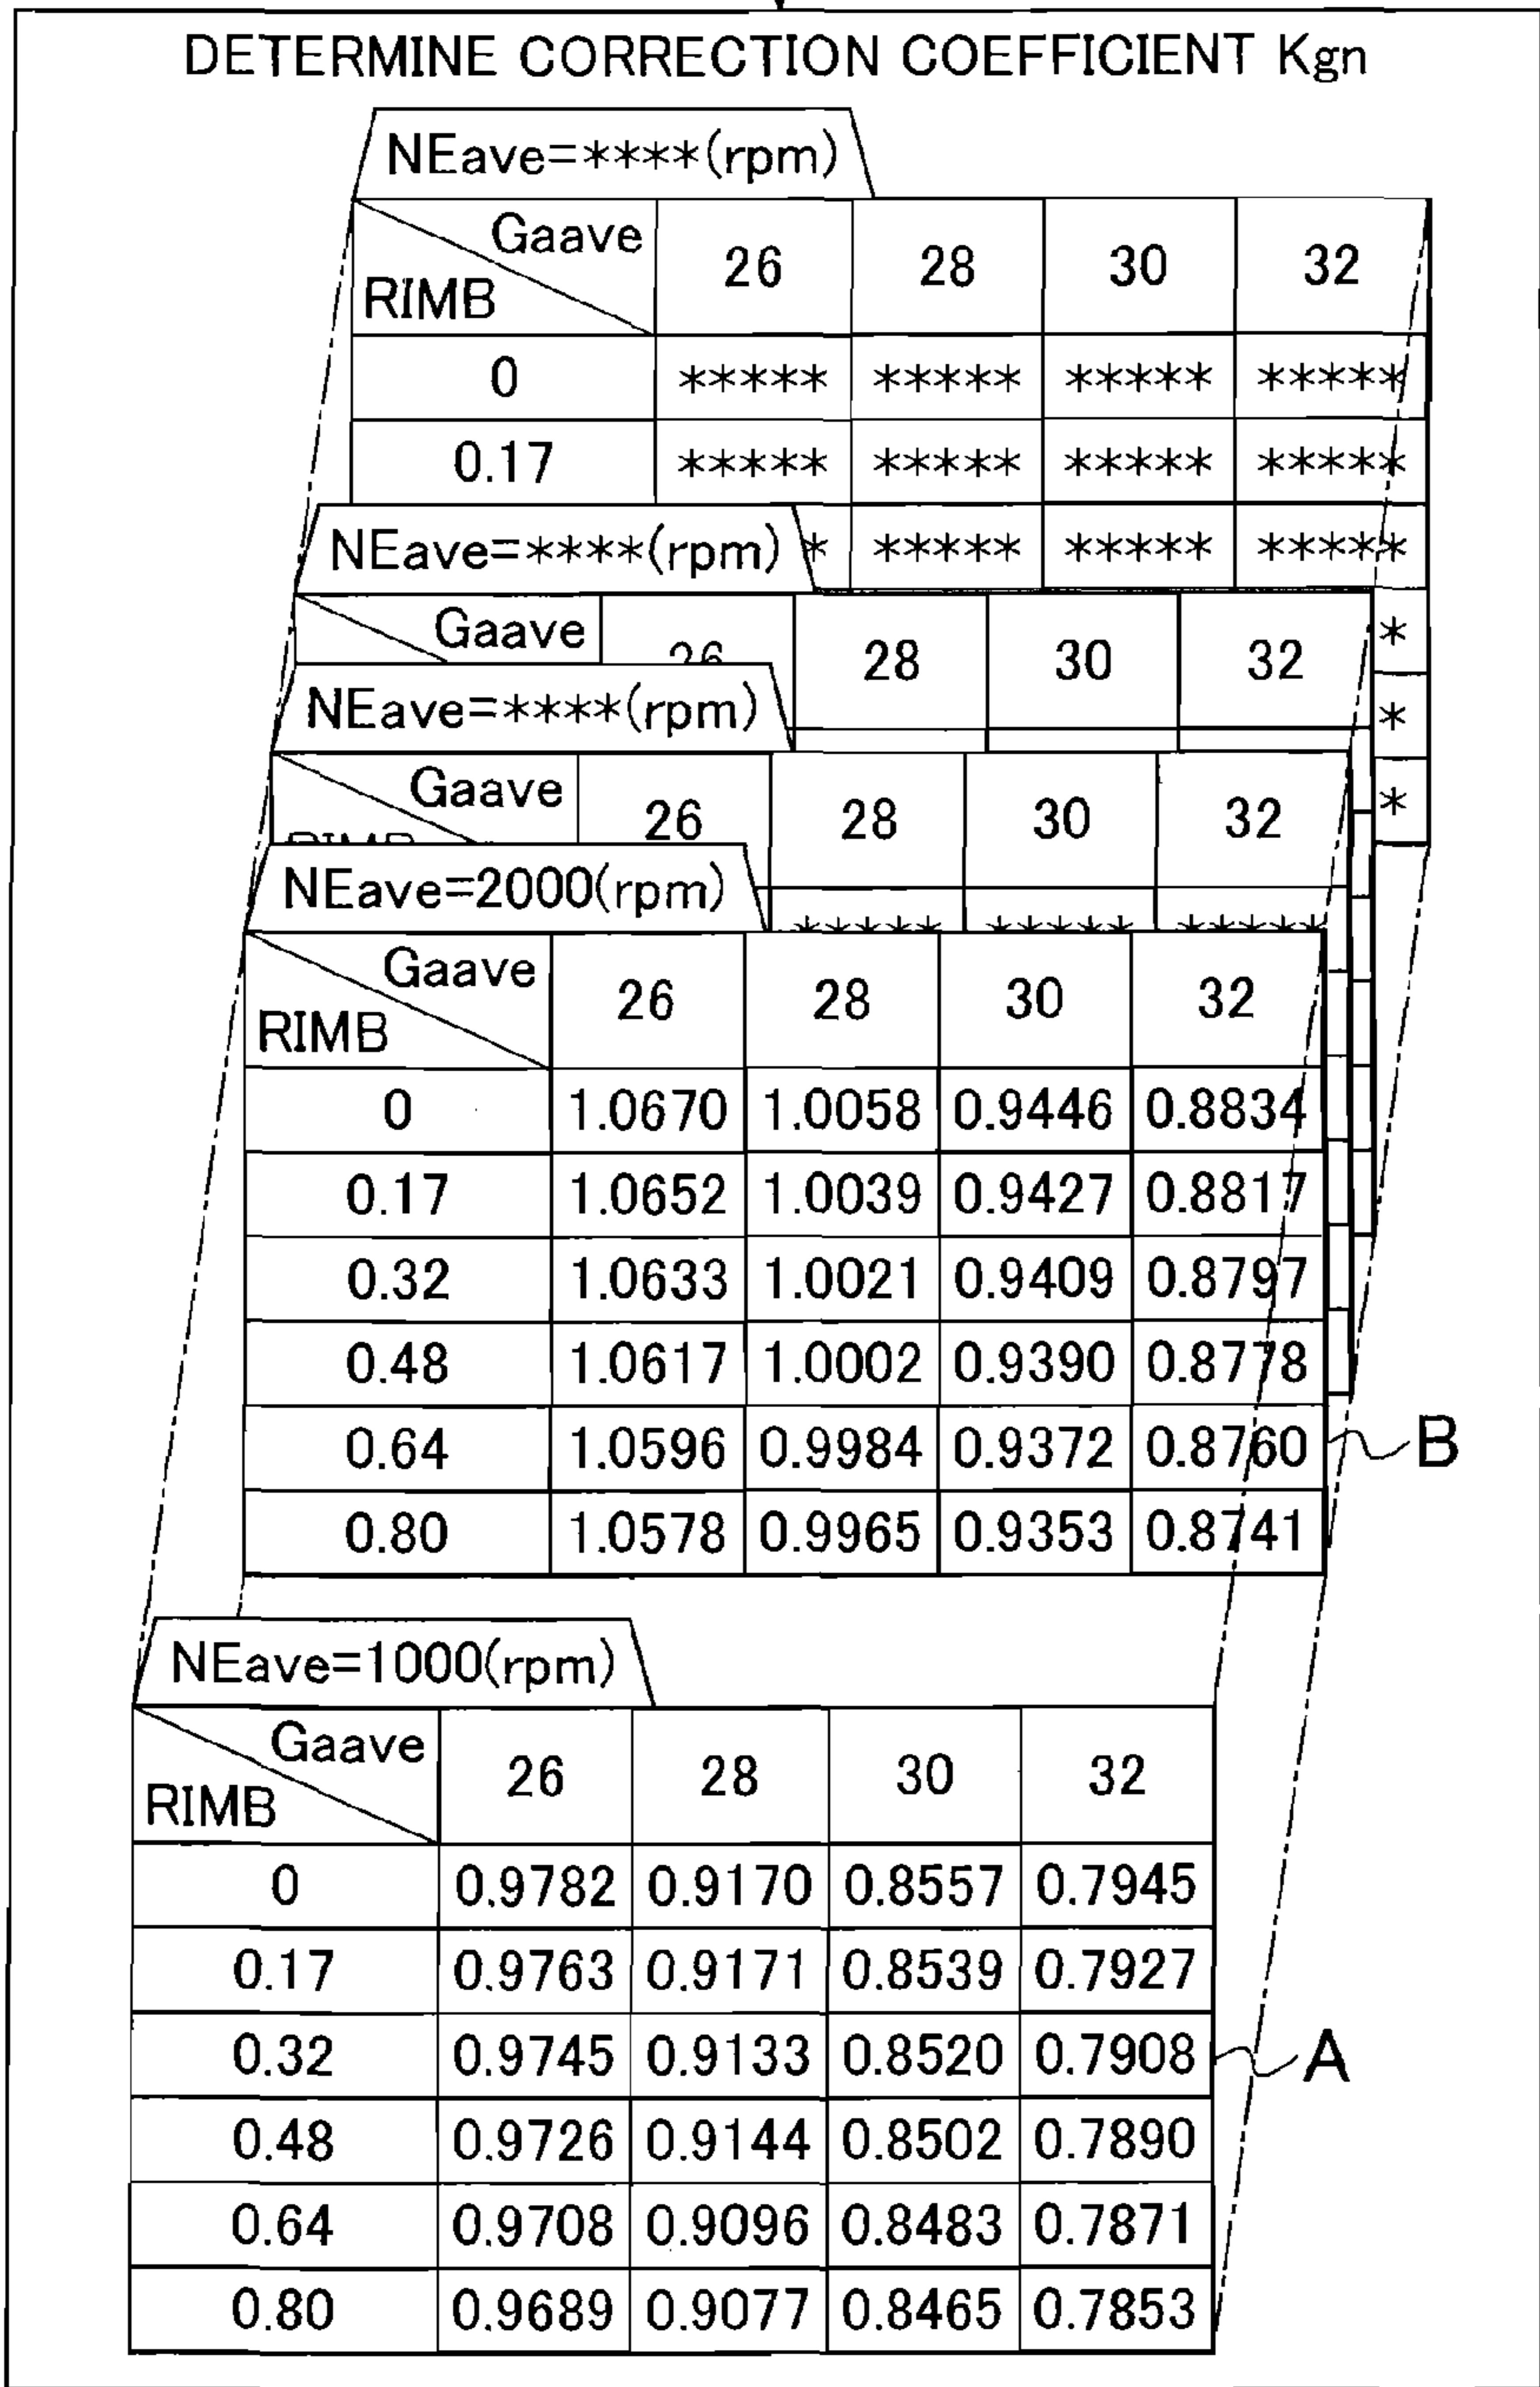 DETERMINE CORRECTION COEFFICIENT Kgn
NEave=****(rpm)
Gaave 26 28 30 32
RIMB
0 ***** ***** ***** *****
0.17 ***** ***** ***** *****
NEave=****(rpm) * ***** ***** *****
Gaave 26 28 30 32 *
NEave=****(rpm) *
Gaave 26 28 30 32 *
RIMB
NEave=2000(rpm) ***** ***** *****
Gaave 26 28 30 32
RIMB
0 1.0670 1.0058 0.9446 0.8834
0.17 1.0652 1.0039 0.9427 0.8817
0.32 1.0633 1.0021 0.9409 0.8797
0.48 1.0617 1.0002 0.9390 0.8778
0.64 1.0596 0.9984 0.9372 0.8760 B
0.80 1.0578 0.9965 0.9353 0.8741
NEave=1000(rpm)
Gaave 26 28 30 32
RIMB
0 0.9782 0.9170 0.8557 0.7945
0.17 0.9763 0.9171 0.8539 0.7927
0.32 0.9745 0.9133 0.8520 0.7908 A
0.48 0.9726 0.9144 0.8502 0.7890
0.64 0.9708 0.9096 0.8483 0.7871
0.80 0.9689 0.9077 0.8465 0.7853